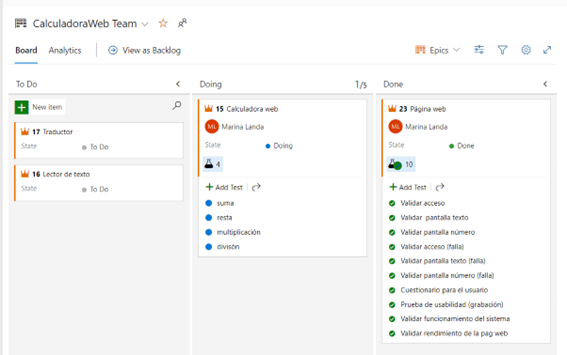 CalculadoraWeb Team
Board Analytics View as Backlog Epics
To Do
New item
17 Traductor
State To Do
16 Lector de texto
State To Do
Doing 1/5
15 Calculadora web
ML Marina Landa
State Doing
4
Add Test
suma
resta
multiplicación
divisón
Done
23 Página web
ML Marina Landa
State Done
10
Add Test
Validar acceso
Validar pantalla texto
Validar pantalla número
Validar acceso (falla)
Validar pantalla texto (falla)
Validar pantalla número (falla)
Cuestionario para el usuario
Prueba de usabilidad (grabación)
Validar funcionamiento del sistema
Validar rendimiento de la pag web